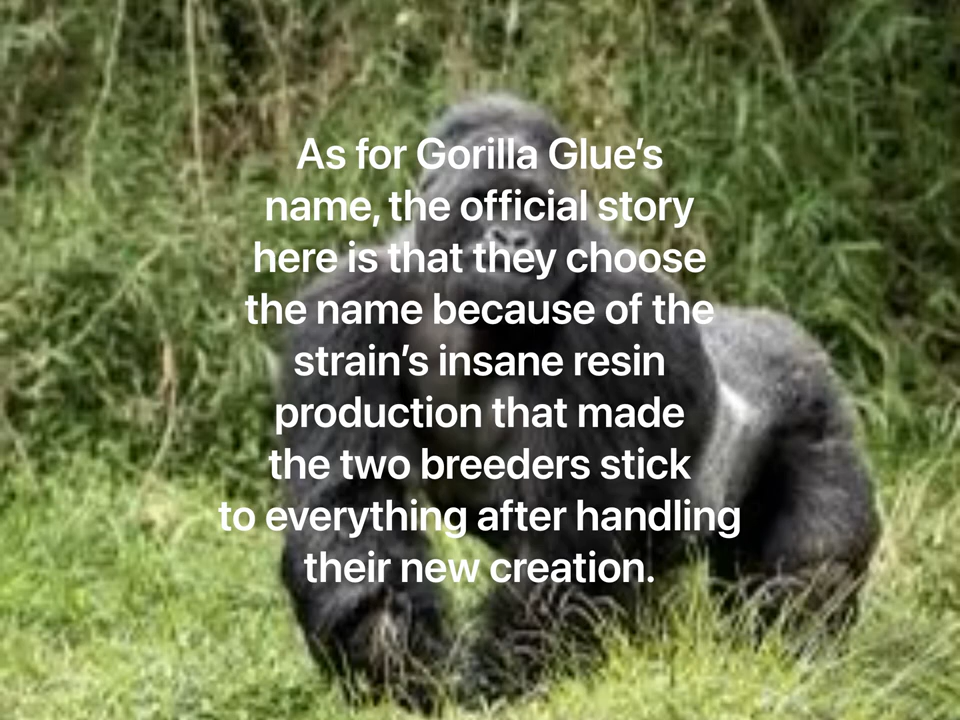 As for Gorilla Glue’s
name, the official story
here is that they choose
the name because of the
strain’s insane resin
production that made
the two breeders stick
to everything after handling
their new creation.